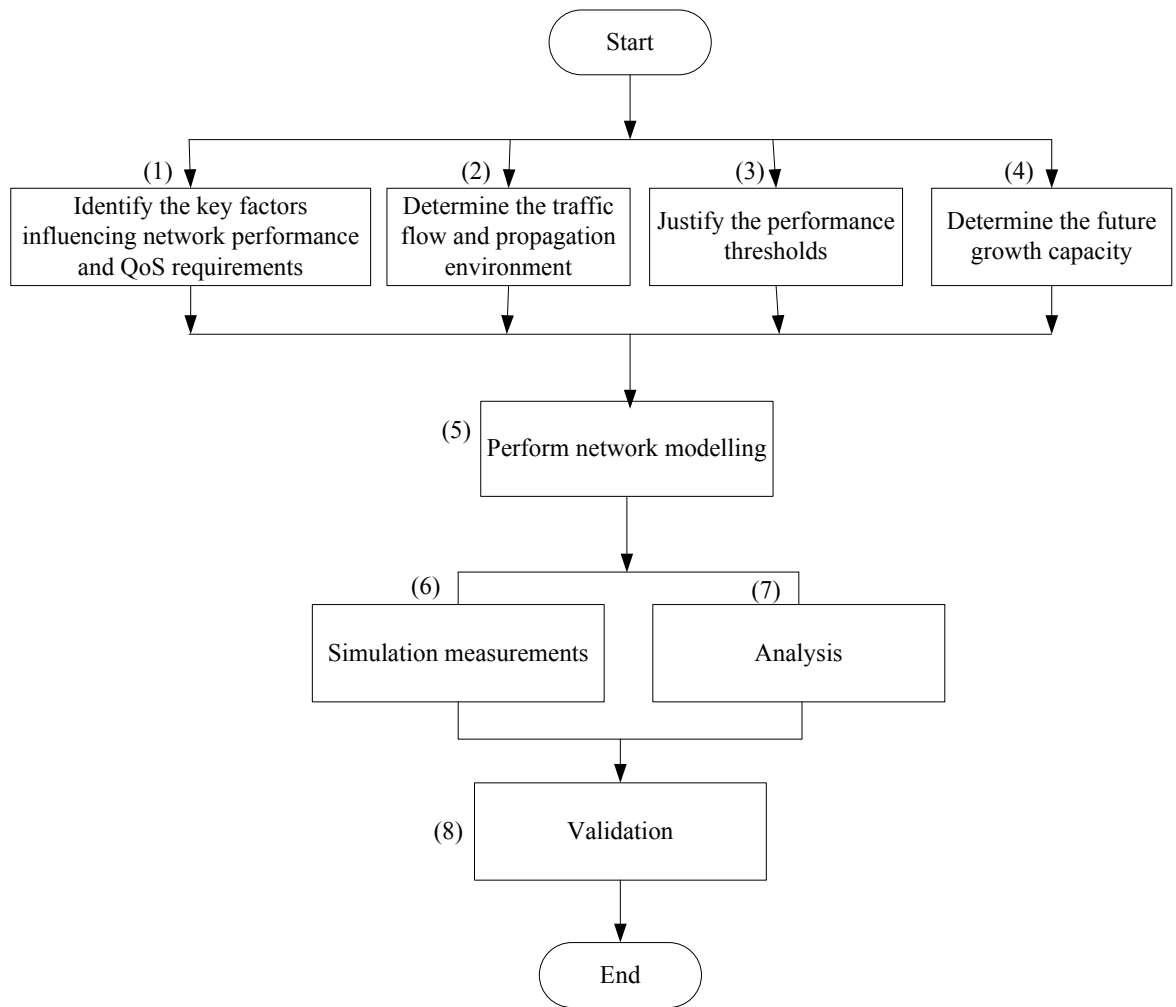 Start
(1)
Identify the key factors
influencing network performance
and QoS requirements
(2)
Determine the traffic
flow and propagation
environment
(3)
Justify the performance
thresholds
(4)
Determine the future
growth capacity
(5)
Perform network modelling
(6)
Simulation measurements
(7)
Analysis
(8)
Validation
End